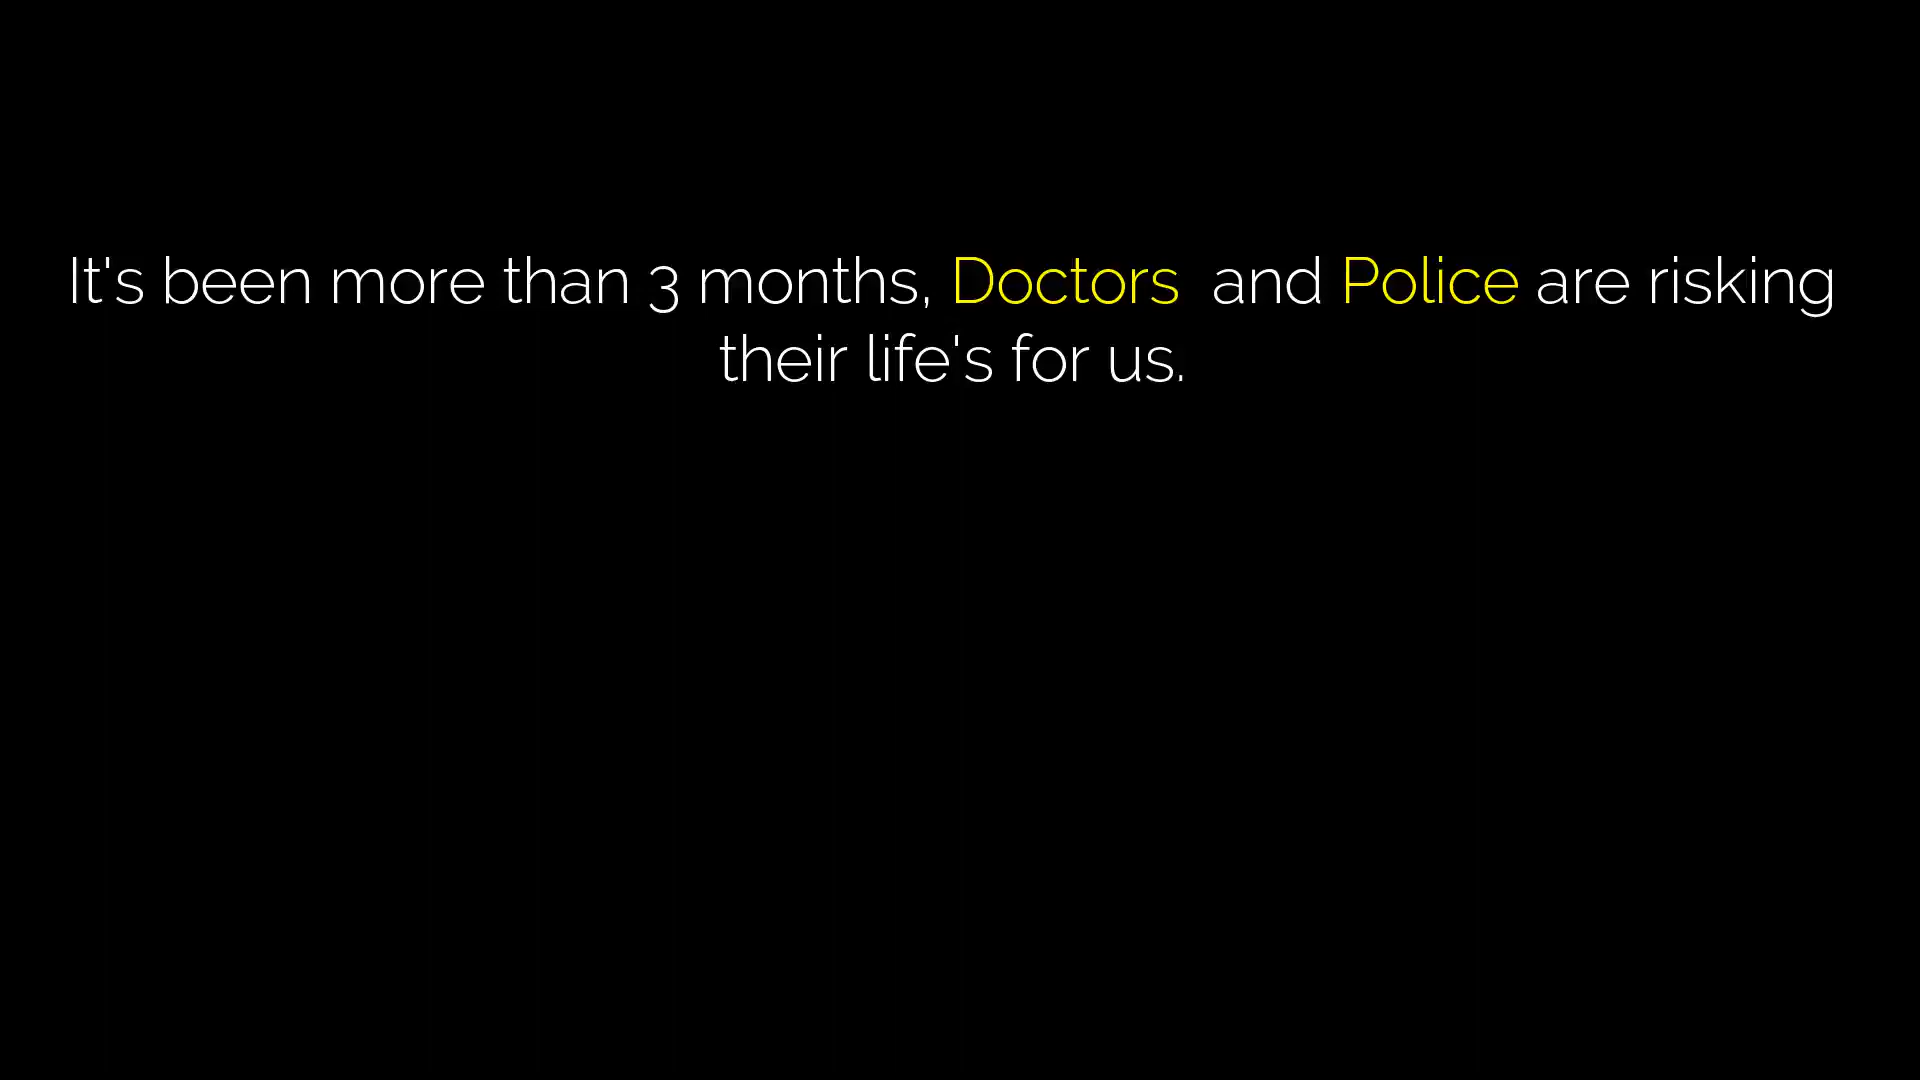 It's been more than 3 months, Doctors  and Police are risking
their life's for us.